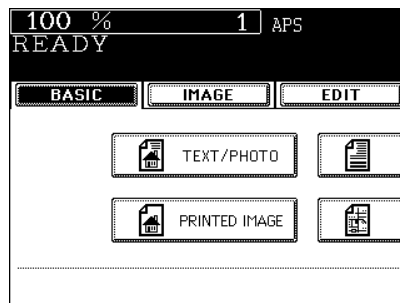 100 % 1 APS
READY
BASIC IMAGE EDIT
TEXT/PHOTO
PRINTED IMAGE